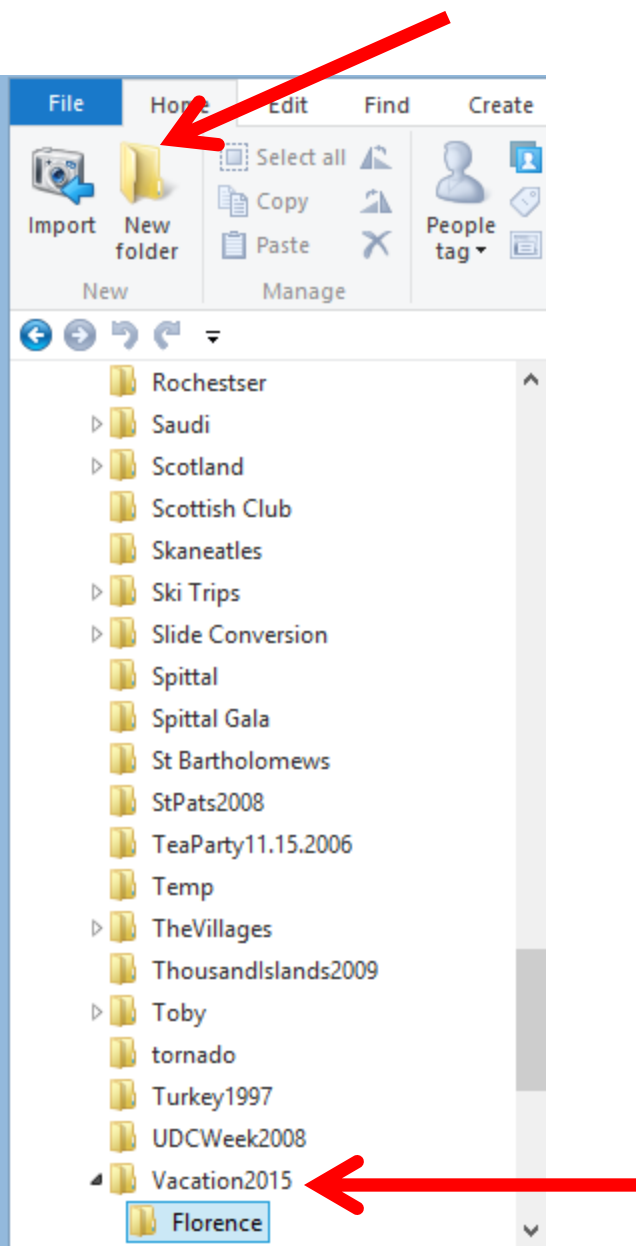 File Home Edit Find Create
Select all
Copy
Import New folder Paste People tag
New Manage
Rochestser
Saudi
Scotland
Scottish Club
Skaneatles
Ski Trips
Slide Conversion
Spittal
Spittal Gala
St Bartholomews
StPats2008
TeaParty11.15.2006
Temp
TheVillages
ThousandIslands2009
Toby
tornado
Turkey1997
UDCWeek2008
Vacation2015
Florence